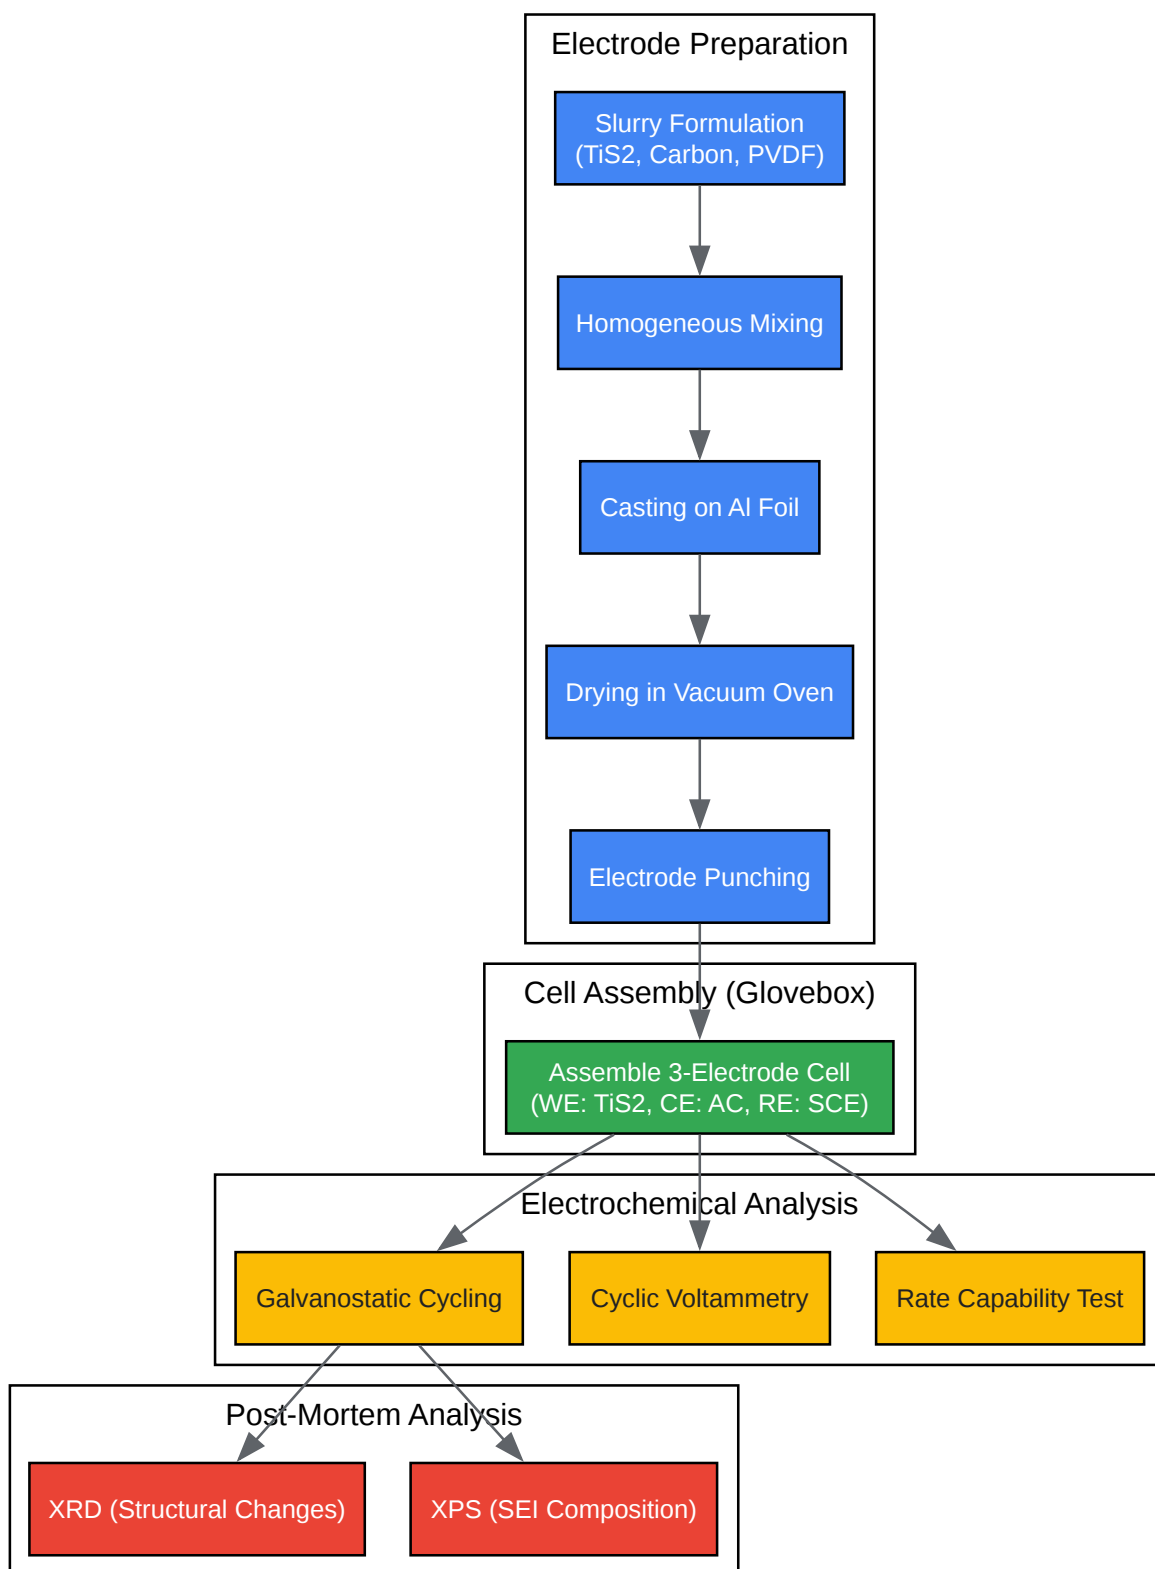 Electrode Preparation
Slurry Formulation
(TiS2, Carbon, PVDF)
Homogeneous Mixing
Casting on Al Foil
Drying in Vacuum Oven
Electrode Punching
Cell Assembly (Glovebox)
Assemble 3-Electrode Cell
(WE: TiS2, CE: AC, RE: SCE)
Electrochemical Analysis
Galvanostatic Cycling
Cyclic Voltammetry
Rate Capability Test
Post-Mortem Analysis
XRD (Structural Changes)
XPS (SEI Composition)